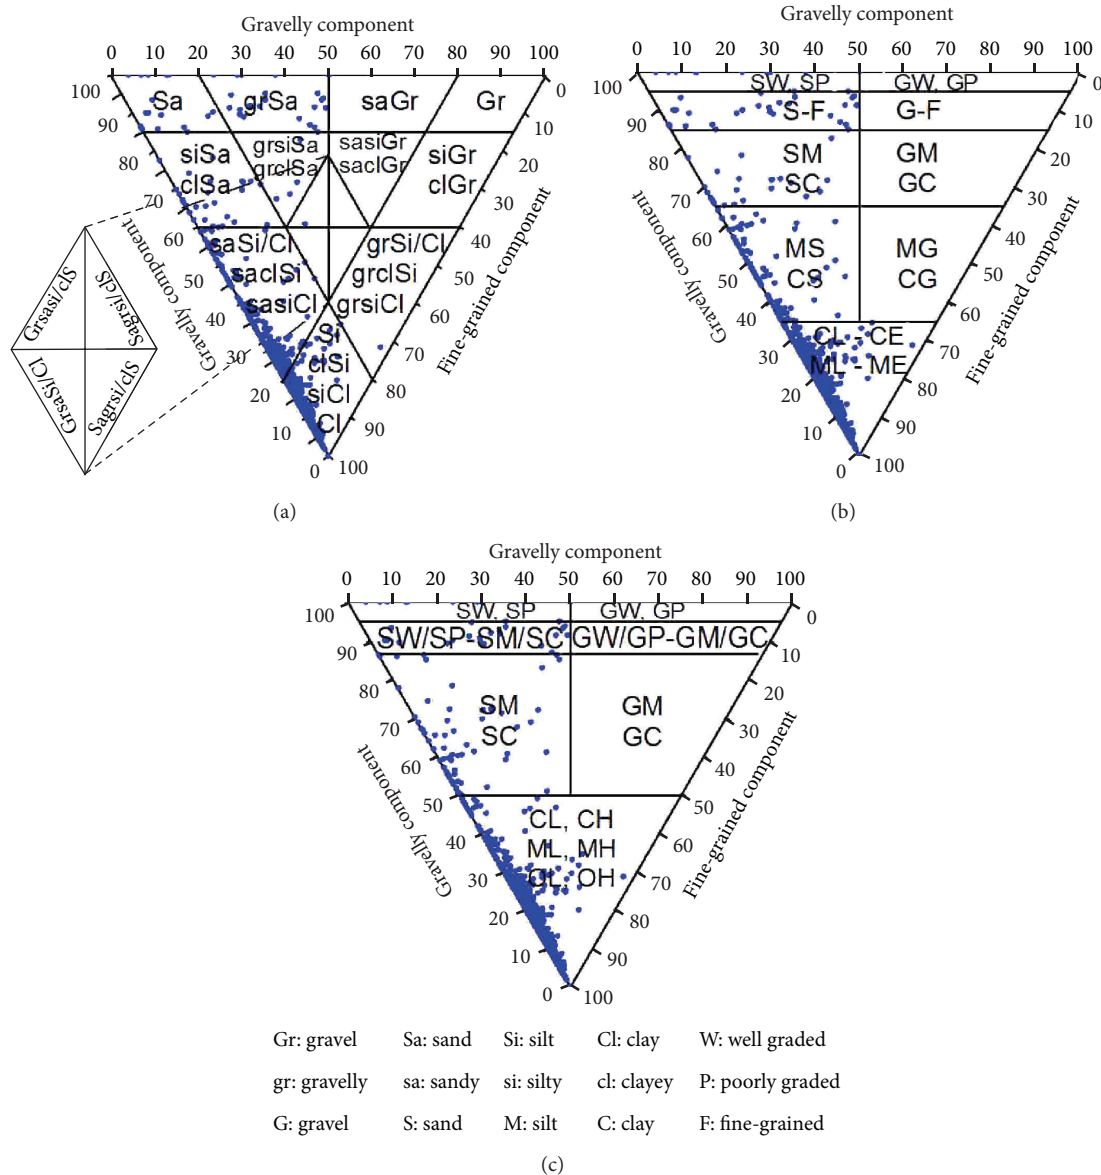 Gravelly component
0 10 20 30 40 50 60 70 80 90 100
100 90 80 70 60 50 40 30 20 10 0
Gravelly component
0 10 20 30 40 50 60 70 80 90 100
Fine-grained component
Sa
grSa
saGr
Gr
siSa
clSa
grsiSa
grclSa
sasiGr
saclGr
siGr
clGr
saSi/Cl
saclSi
sasiCl
grSi/Cl
grclSi
grsiCl
Si
clSi
siCl
Cl
Grsasi/clS
Sagrsi/clS
GrsaSi/Cl
Sagrsi/clS
(a)
Gravelly component
0 10 20 30 40 50 60 70 80 90 100
100 90 80 70 60 50 40 30 20 10 0
Gravelly component
0 10 20 30 40 50 60 70 80 90 100
Fine-grained component
SW, SP
GW, GP
S-F
G-F
SM
SC
GM
GC
MS
CS
MG
CG
CL - CE
ML - ME
(b)
Gravelly component
0 10 20 30 40 50 60 70 80 90 100
100 90 80 70 60 50 40 30 20 10 0
Gravelly component
0 10 20 30 40 50 60 70 80 90 100
Fine-grained component
SW, SP
GW, GP
SW/SP-SM/SC
GW/GP-GM/GC
SM
SC
GM
GC
CL, CH
ML, MH
OL, OH
Gr: gravel Sa: sand Si: silt Cl: clay W: well graded
gr: gravelly sa: sandy si: silty cl: clayey P: poorly graded
G: gravel S: sand M: silt C: clay F: fine-grained
(c)